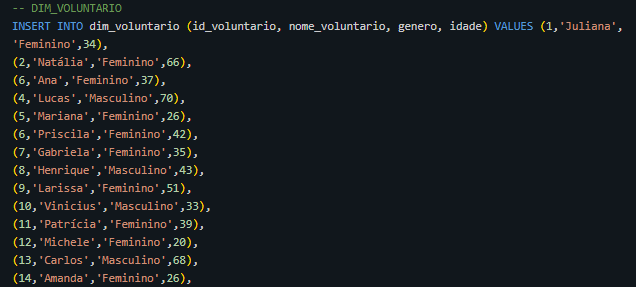 -- DIM_VOLUNTARIO
INSERT INTO dim_voluntario (id_voluntario, nome_voluntario, genero, idade) VALUES (1,'Juliana',
'Feminino',34),
(2,'Natália','Feminino',66),
(6,'Ana','Feminino',37),
(4,'Lucas','Masculino',70),
(5,'Mariana','Feminino',26),
(6,'Priscila','Feminino',42),
(7,'Gabriela','Feminino',35),
(8,'Henrique','Masculino',43),
(9,'Larissa','Feminino',51),
(10,'Vinicius','Masculino',33),
(11,'Patrícia','Feminino',39),
(12,'Michele','Feminino',20),
(13,'Carlos','Masculino',68),
(14,'Amanda','Feminino',26),